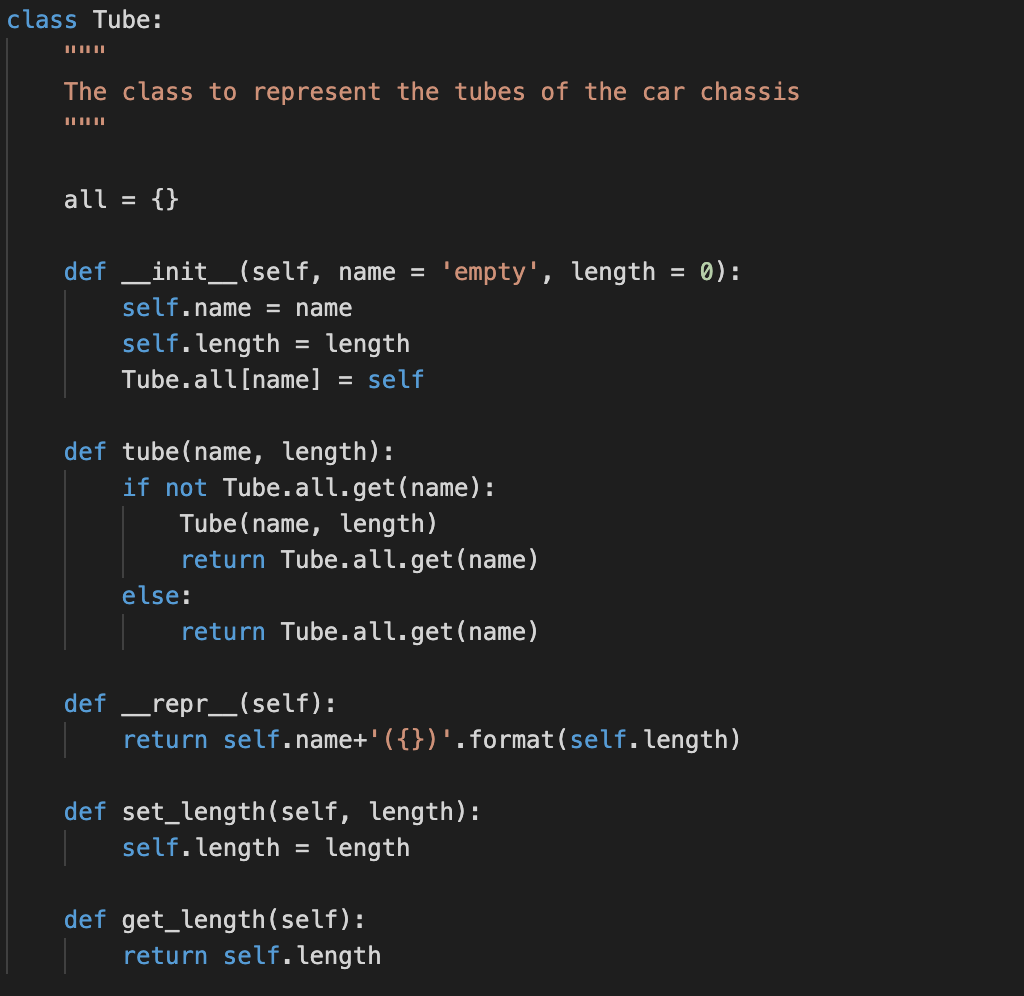 class Tube:
    """
    The class to represent the tubes of the car chassis
    """

    all = {}

    def __init__(self, name = 'empty', length = 0):
        self.name = name
        self.length = length
        Tube.all[name] = self

    def tube(name, length):
        if not Tube.all.get(name):
            Tube(name, length)
            return Tube.all.get(name)
        else:
            return Tube.all.get(name)

    def __repr__(self):
        return self.name+'({})'.format(self.length)

    def set_length(self, length):
        self.length = length

    def get_length(self):
        return self.length